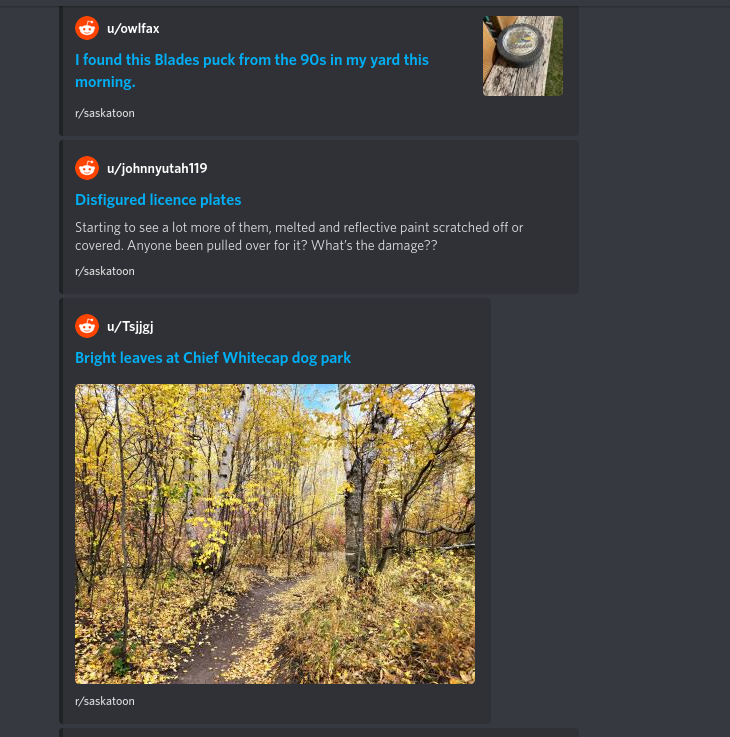 u/owlfax
I found this Blades puck from the 90s in my yard this
morning.
r/saskatoon
u/johnnyutah119
Disfigured licence plates
Starting to see a lot more of them, melted and reflective paint scratched off or
covered. Anyone been pulled over for it? What's the damage??
r/saskatoon
u/Tsjjgj
Bright leaves at Chief Whitecap dog park
r/saskatoon